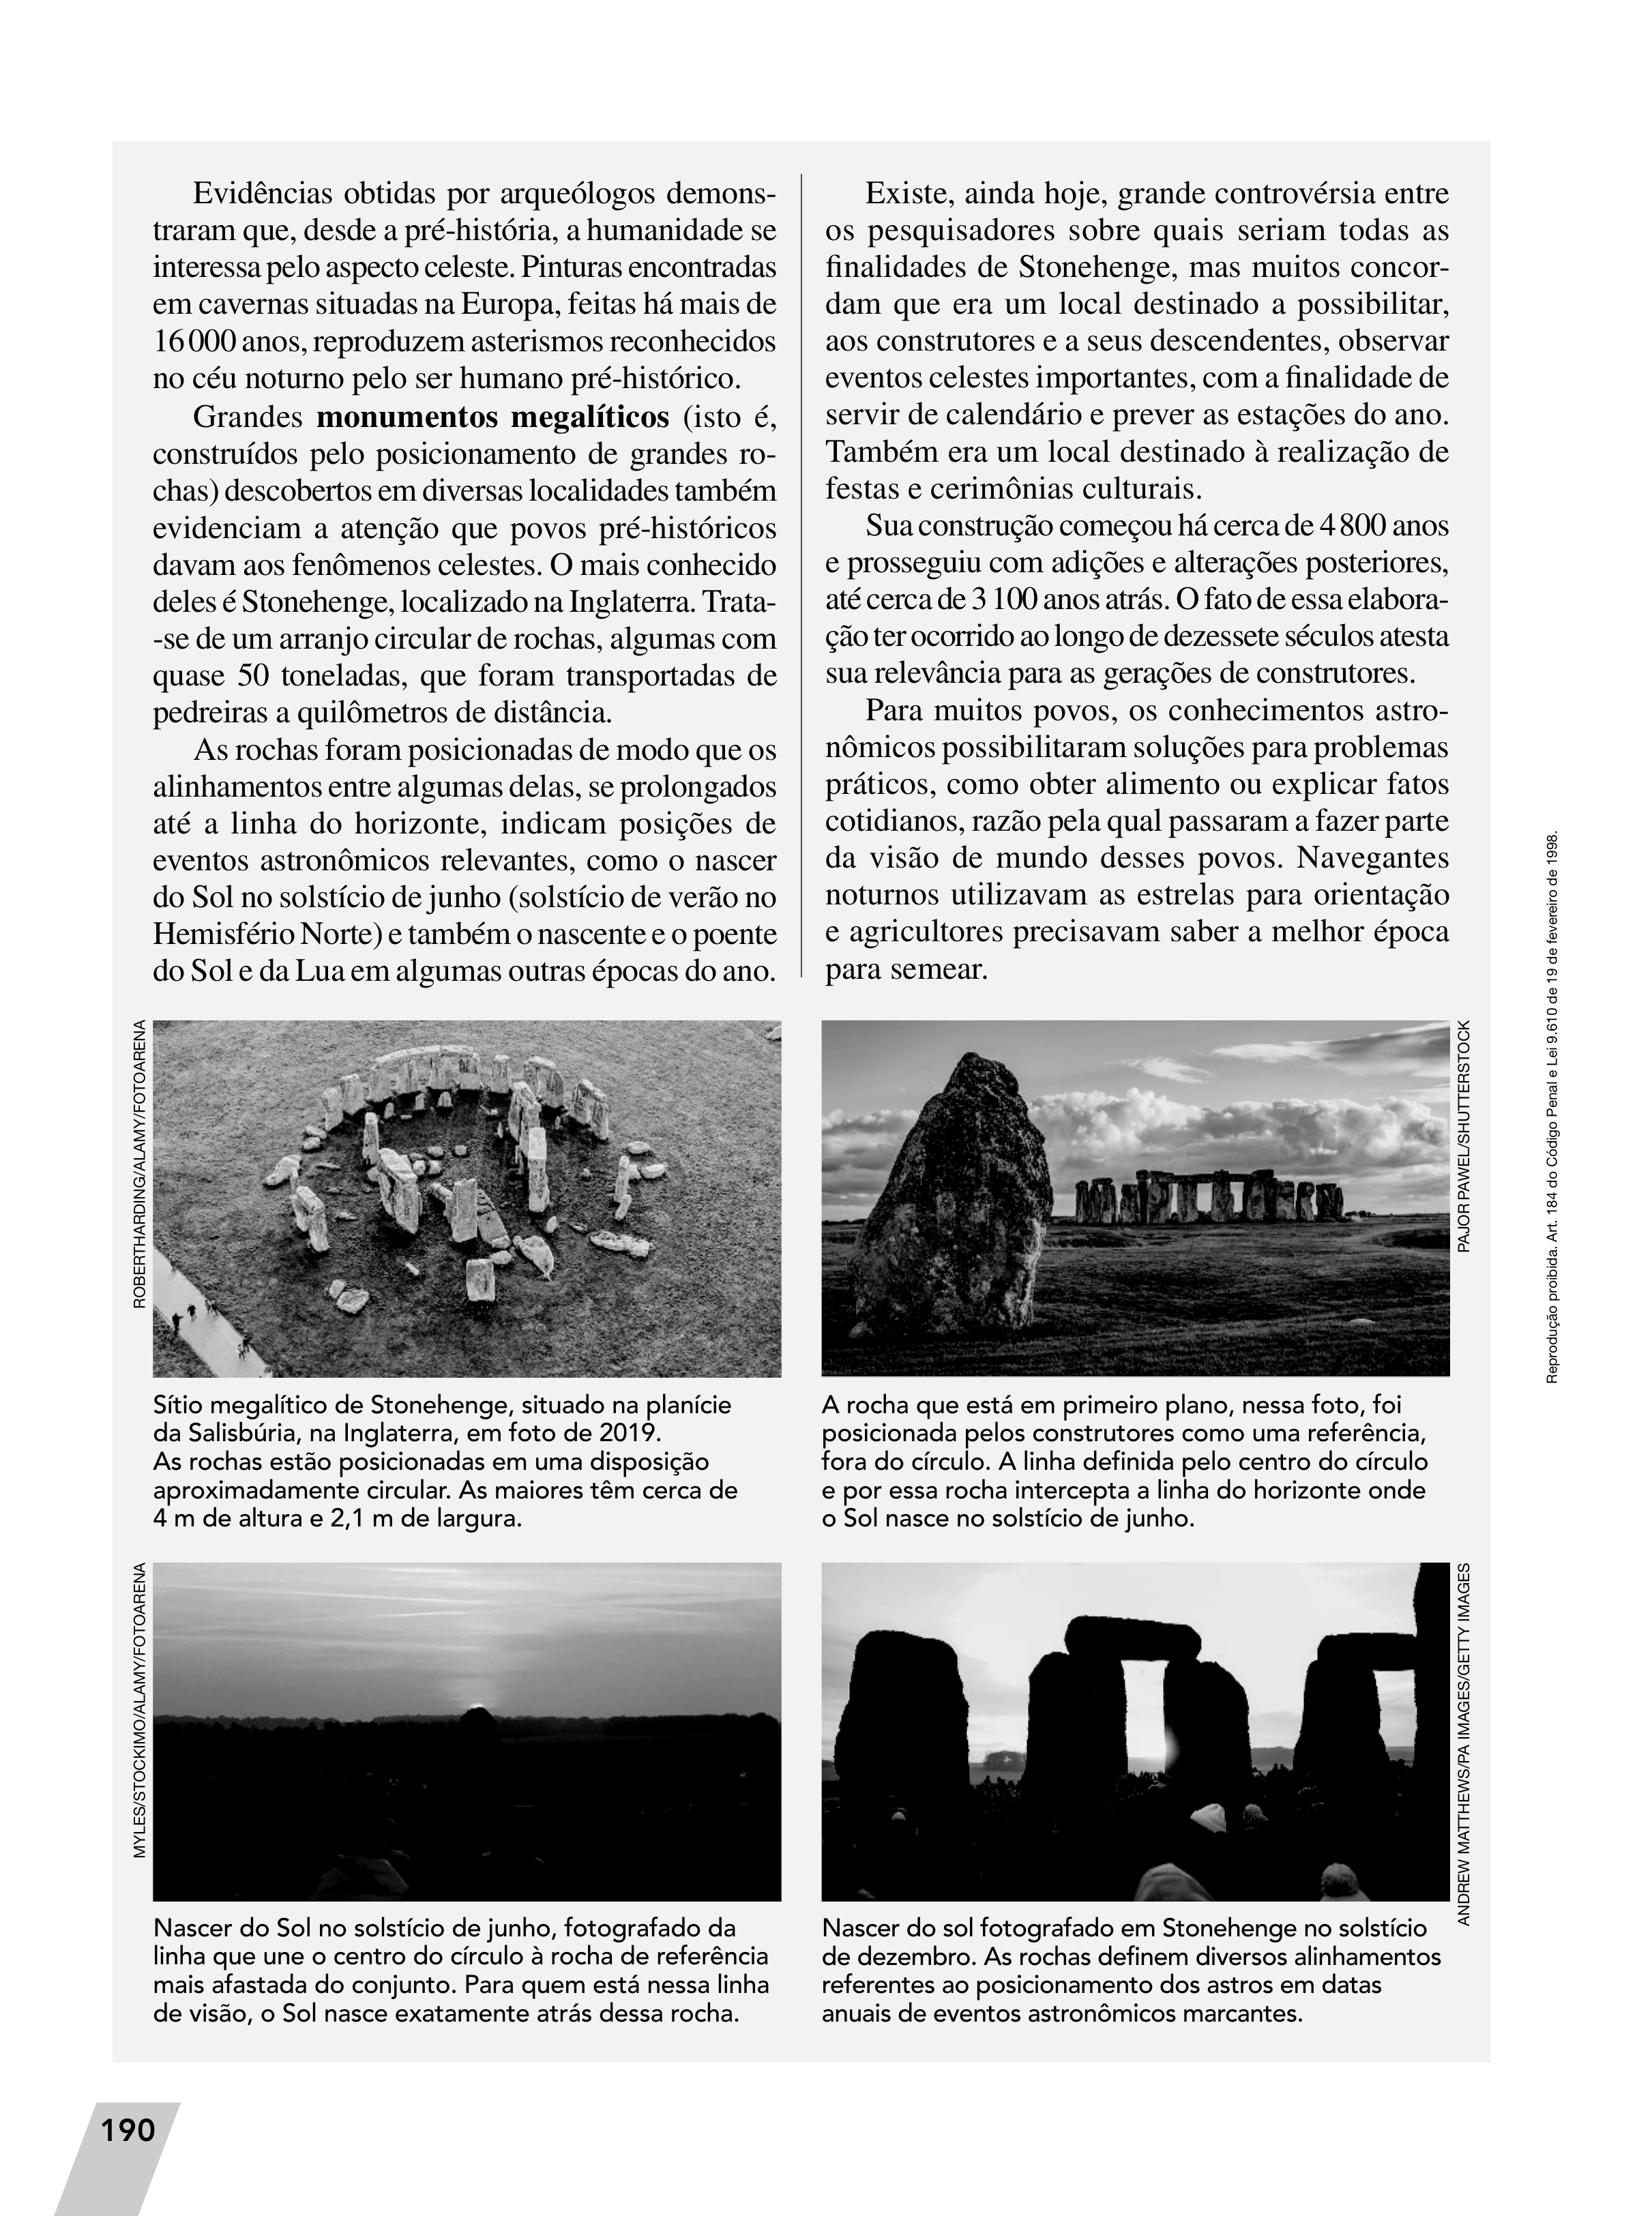 Evidências obtidas por arqueólogos demons-
traram que, desde a pré-história, a humanidade se
interessa pelo aspecto celeste. Pinturas encontradas
em cavernas situadas na Europa, feitas há mais de
16 000 anos, reproduzem asterismos reconhecidos
no céu noturno pelo ser humano pré-histórico.
Grandes monumentos megalíticos (isto é,
construídos pelo posicionamento de grandes ro-
chas) descobertos em diversas localidades também
evidenciam a atenção que povos pré-históricos
davam aos fenômenos celestes. O mais conhecido
deles é Stonehenge, localizado na Inglaterra. Trata-
-se de um arranjo circular de rochas, algumas com
quase 50 toneladas, que foram transportadas de
pedreiras a quilômetros de distância.
As rochas foram posicionadas de modo que os
alinhamentos entre algumas delas, se prolongados
até a linha do horizonte, indicam posições de
eventos astronômicos relevantes, como o nascer
do Sol no solstício de junho (solstício de verão no
Hemisfério Norte) e também o nascente e o poente
do Sol e da Lua em algumas outras épocas do ano.
Existe, ainda hoje, grande controvérsia entre
os pesquisadores sobre quais seriam todas as
finalidades de Stonehenge, mas muitos concor-
dam que era um local destinado a possibilitar,
aos construtores e a seus descendentes, observar
eventos celestes importantes, com a finalidade de
servir de calendário e prever as estações do ano.
Também era um local destinado à realização de
festas e cerimônias culturais.
Sua construção começou há cerca de 4 800 anos
e prosseguiu com adições e alterações posteriores,
até cerca de 3 100 anos atrás. O fato de essa elabora-
ção ter ocorrido ao longo de dezessete séculos atesta
sua relevância para as gerações de construtores.
Para muitos povos, os conhecimentos astro-
nômicos possibilitaram soluções para problemas
práticos, como obter alimento ou explicar fatos
cotidianos, razão pela qual passaram a fazer parte
da visão de mundo desses povos. Navegantes
noturnos utilizavam as estrelas para orientação
e agricultores precisavam saber a melhor época
para semear.
ROBERTHARDING/ALAMY/FOTOARENA
Sítio megalítico de Stonehenge, situado na planície
da Salisbúria, na Inglaterra, em foto de 2019.
As rochas estão posicionadas em uma disposição
aproximadamente circular. As maiores têm cerca de
4 m de altura e 2,1 m de largura.
PAJOR PAWEL/SHUTTERSTOCK
A rocha que está em primeiro plano, nessa foto, foi
posicionada pelos construtores como uma referência,
fora do círculo. A linha definida pelo centro do círculo
e por essa rocha intercepta a linha do horizonte onde
o Sol nasce no solstício de junho.
MYLES/STOCKIMO/ALAMY/FOTOARENA
Nascer do Sol no solstício de junho, fotografado da
linha que une o centro do círculo à rocha de referência
mais afastada do conjunto. Para quem está nessa linha
de visão, o Sol nasce exatamente atrás dessa rocha.
ANDREW MATTHEWS/PA IMAGES/GETTY IMAGES
Nascer do sol fotografado em Stonehenge no solstício
de dezembro. As rochas definem diversos alinhamentos
referentes ao posicionamento dos astros em datas
anuais de eventos astronômicos marcantes.
Reprodução proibida. Art. 184 do Código Penal e Lei 9.610 de 19 de fevereiro de 1998.
190